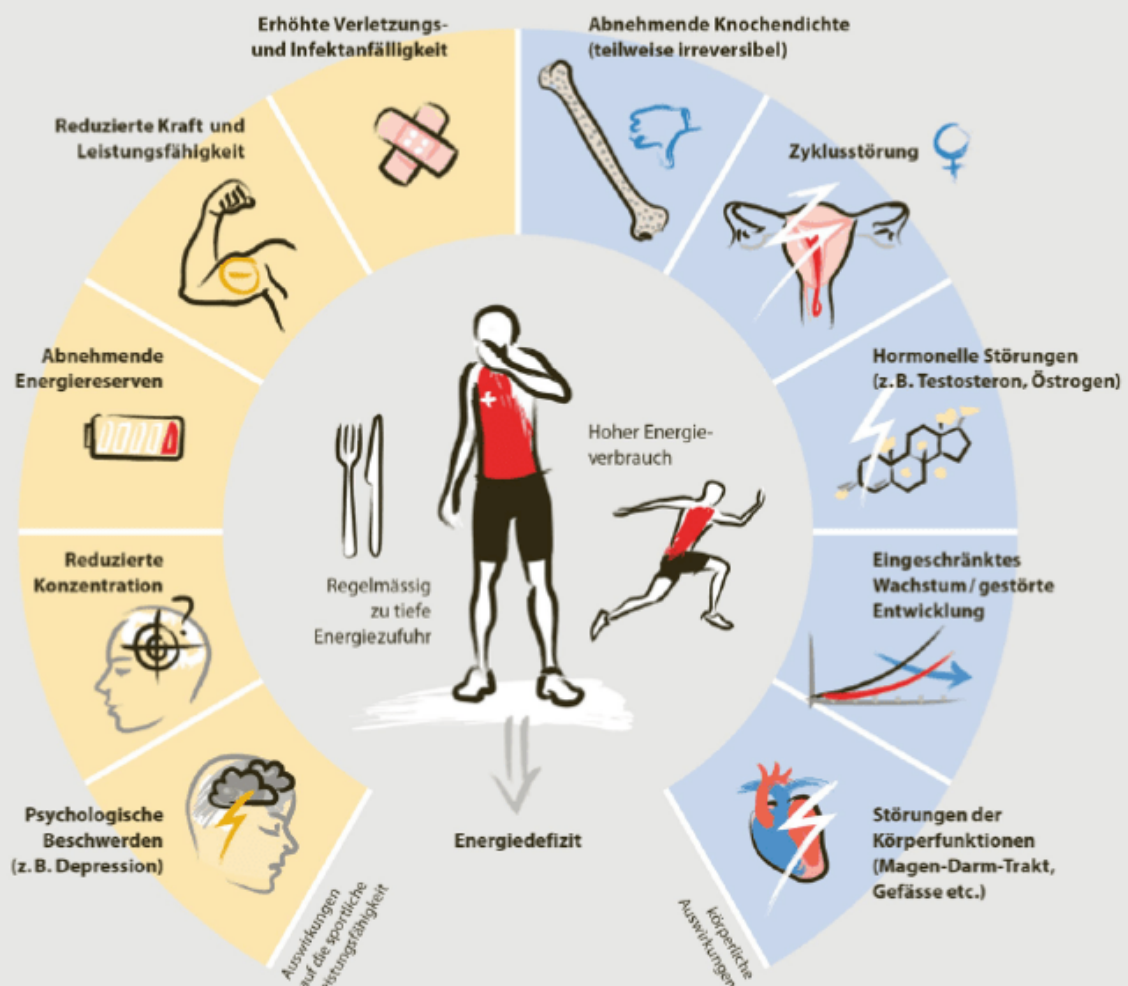 Erhöhte Verletzungs-
und Infektanfälligkeit
Abnehmende Knochendichte
(teilweise irreversibel)
Reduzierte Kraft und
Leistungsfähigkeit
Zyklusstörung
Abnehmende
Energiereserven
Hormonelle Störungen
(z.B. Testosteron, Östrogen)
Hoher Energie-
verbrauch
Reduzierte
Konzentration
?
Regelmässig
zu tiefe
Energiezufuhr
Eingeschränktes
Wachstum / gestörte
Entwicklung
Psychologische
Beschwerden
(z.B. Depression)
Energiedefizit
Störungen der
Körperfunktionen
(Magen-Darm-Trakt,
Gefässe etc.)
Auswirkungen
auf die sportliche
Leistungsfähigkeit
körperliche
Auswirkungen